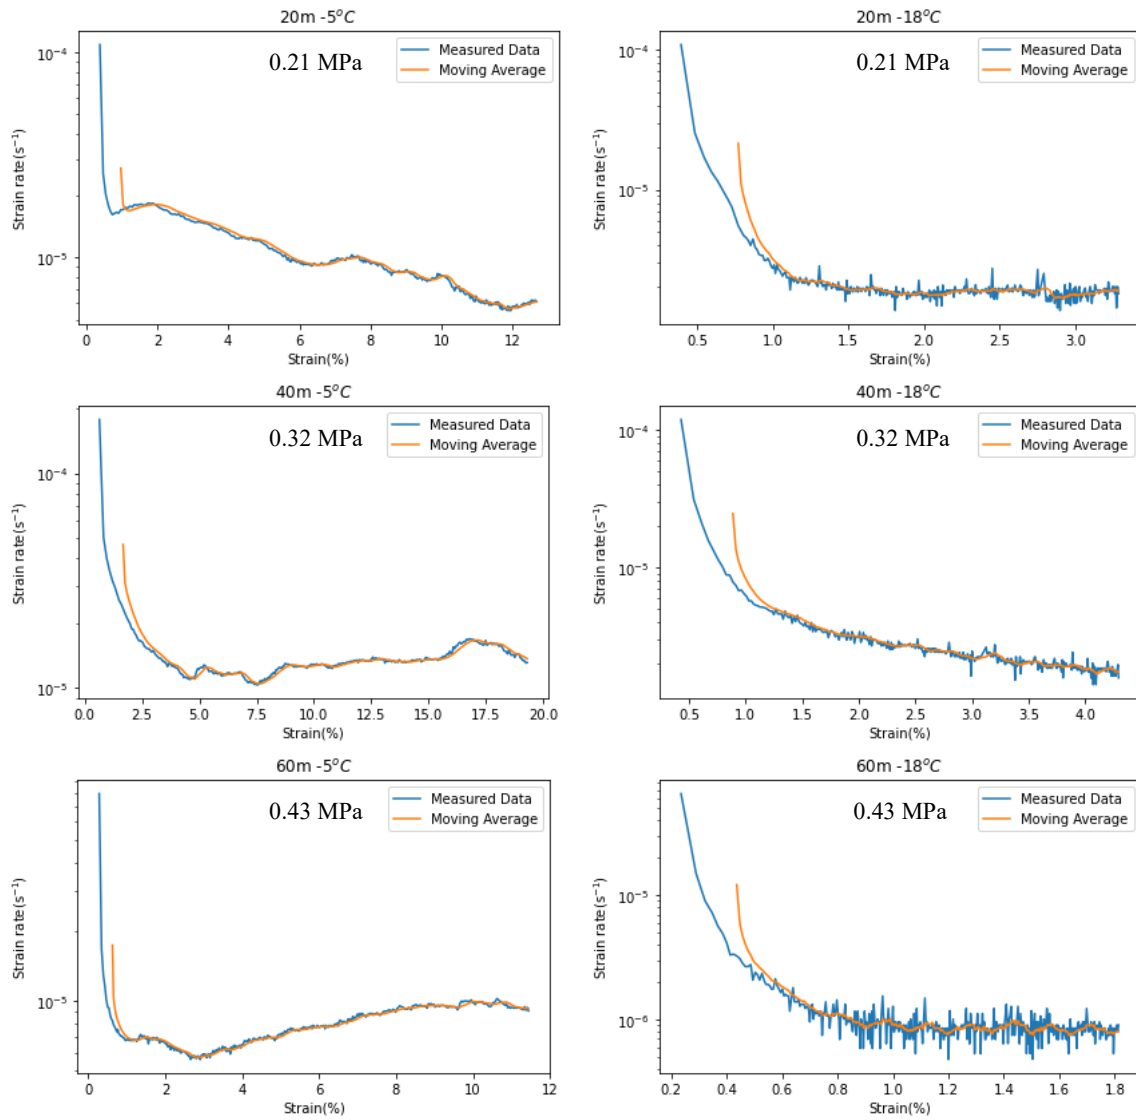 20m -5°C
0.21 MPa
Measured Data
Moving Average
10⁻⁴
10⁻⁵
Strain rate(s⁻¹)
0 2 4 6 8 10 12
Strain(%)
20m -18°C
0.21 MPa
Measured Data
Moving Average
10⁻⁴
10⁻⁵
Strain rate(s⁻¹)
0.5 1.0 1.5 2.0 2.5 3.0
Strain(%)
40m -5°C
0.32 MPa
Measured Data
Moving Average
10⁻⁴
10⁻⁵
Strain rate(s⁻¹)
0.0 2.5 5.0 7.5 10.0 12.5 15.0 17.5 20.0
Strain(%)
40m -18°C
0.32 MPa
Measured Data
Moving Average
10⁻⁴
10⁻⁵
Strain rate(s⁻¹)
0.5 1.0 1.5 2.0 2.5 3.0 3.5 4.0
Strain(%)
60m -5°C
0.43 MPa
Measured Data
Moving Average
10⁻⁵
Strain rate(s⁻¹)
0 2 4 6 8 10 12
Strain(%)
60m -18°C
0.43 MPa
Measured Data
Moving Average
10⁻⁵
10⁻⁶
Strain rate(s⁻¹)
0.2 0.4 0.6 0.8 1.0 1.2 1.4 1.6 1.8
Strain(%)